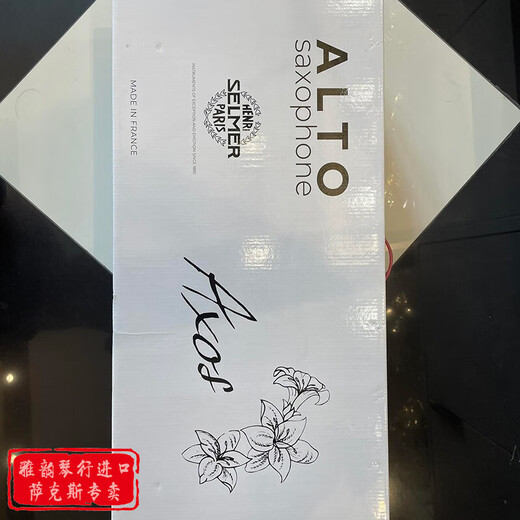 ALTO
saxophone
HENRI
SELMER
PARIS
INSTRUMENTS OF EXCEPTION AND EMOTION SINCE 1885
MADE IN FRANCE
Axos
雅韵琴行进口
萨克斯专卖